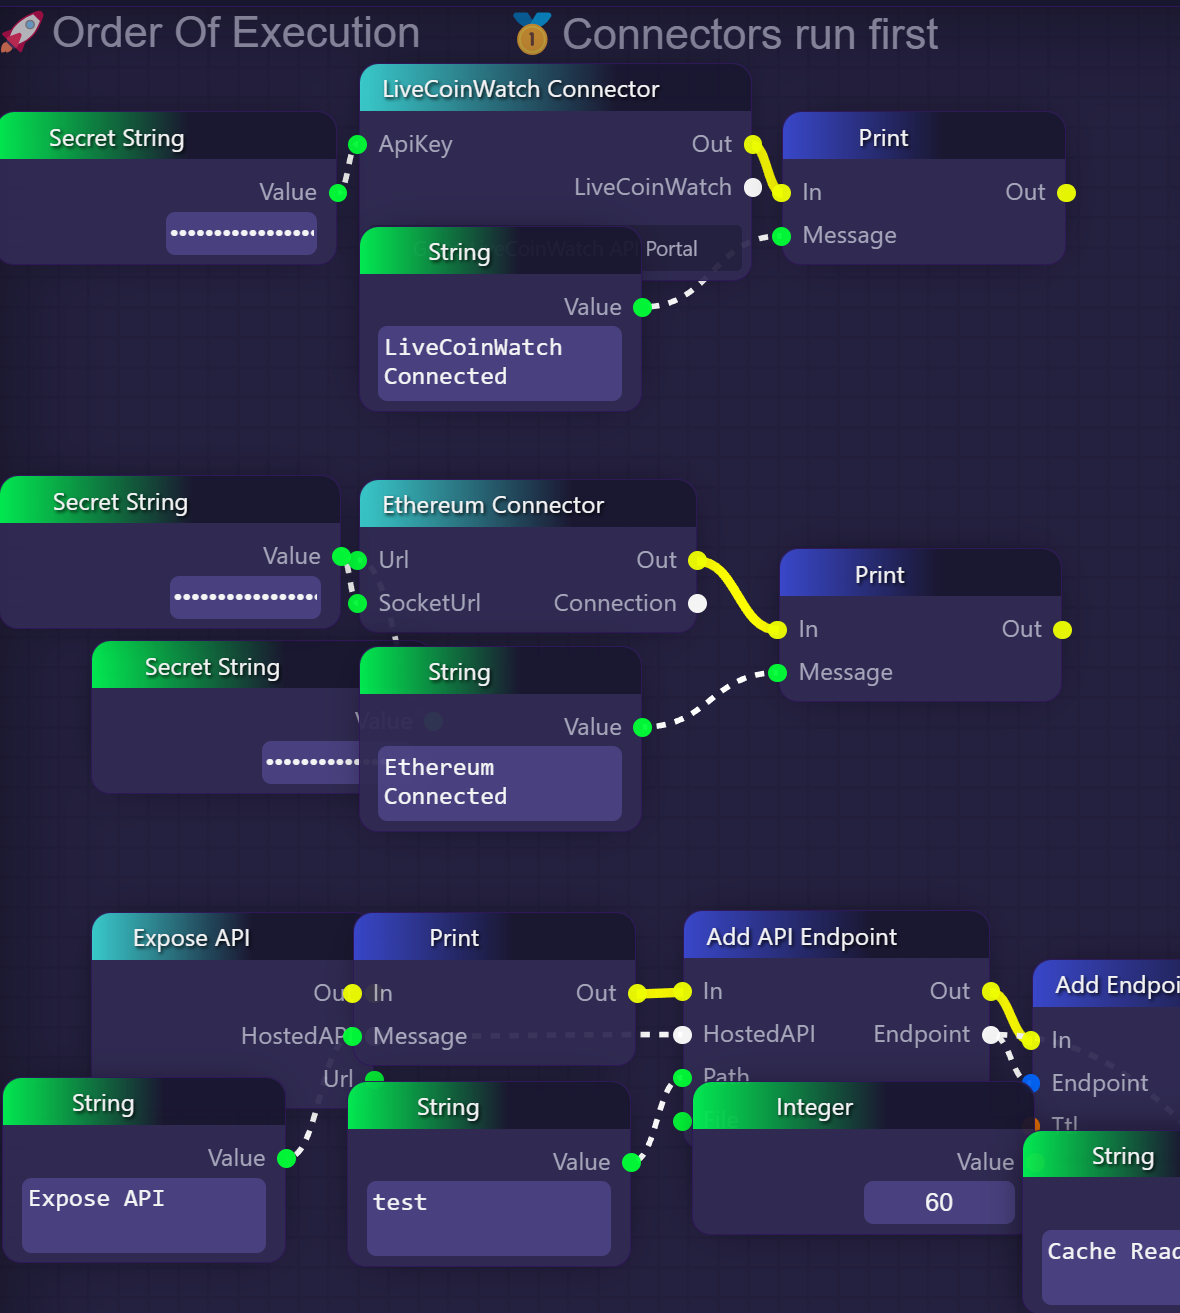 Order Of Execution
1 Connectors run first
LiveCoinWatch Connector
Secret String
Print
ApiKey
Out
Value
LiveCoinWatch
In
Out
Message
String
Portal
Value
LiveCoinWatch
Connected
Secret String
Ethereum Connector
Value
Url
Out
Print
SocketUrl
Connection
In
Out
Secret String
String
Message
Value
Value
Ethereum
Connected
Expose API
Print
Add API Endpoint
Add Endpoi
Out
In
Out
In
Out
HostedAPI
Message
HostedAPI
Endpoint
In
Url
Path
Endpoint
String
String
File
Integer
Ttl
Value
Value
Value
String
Expose API
test
60
Cache Read